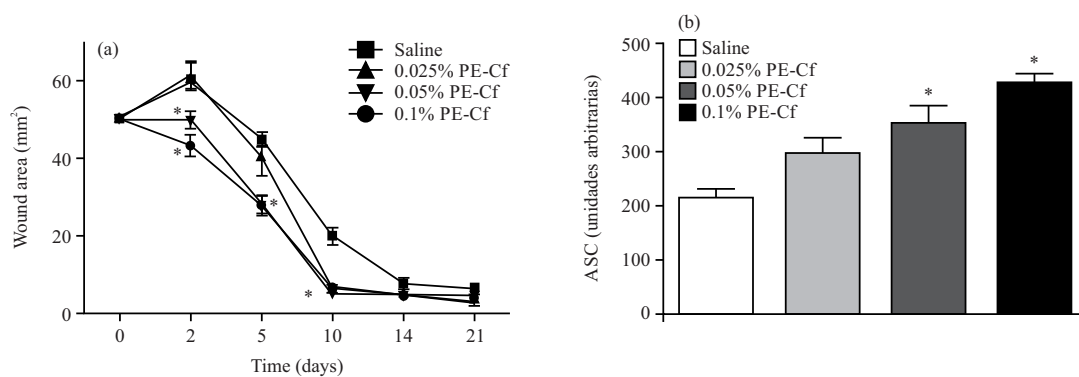 (a)
Saline
0.025% PE-Cf
0.05% PE-Cf
0.1% PE-Cf
60
40
20
0
Wound area (mm²)
*
*
*
*
0 2 5 10 14 21
Time (days)
(b)
Saline
0.025% PE-Cf
0.05% PE-Cf
0.1% PE-Cf
500
400
300
200
100
0
ASC (unidades arbitrarias)
*
*